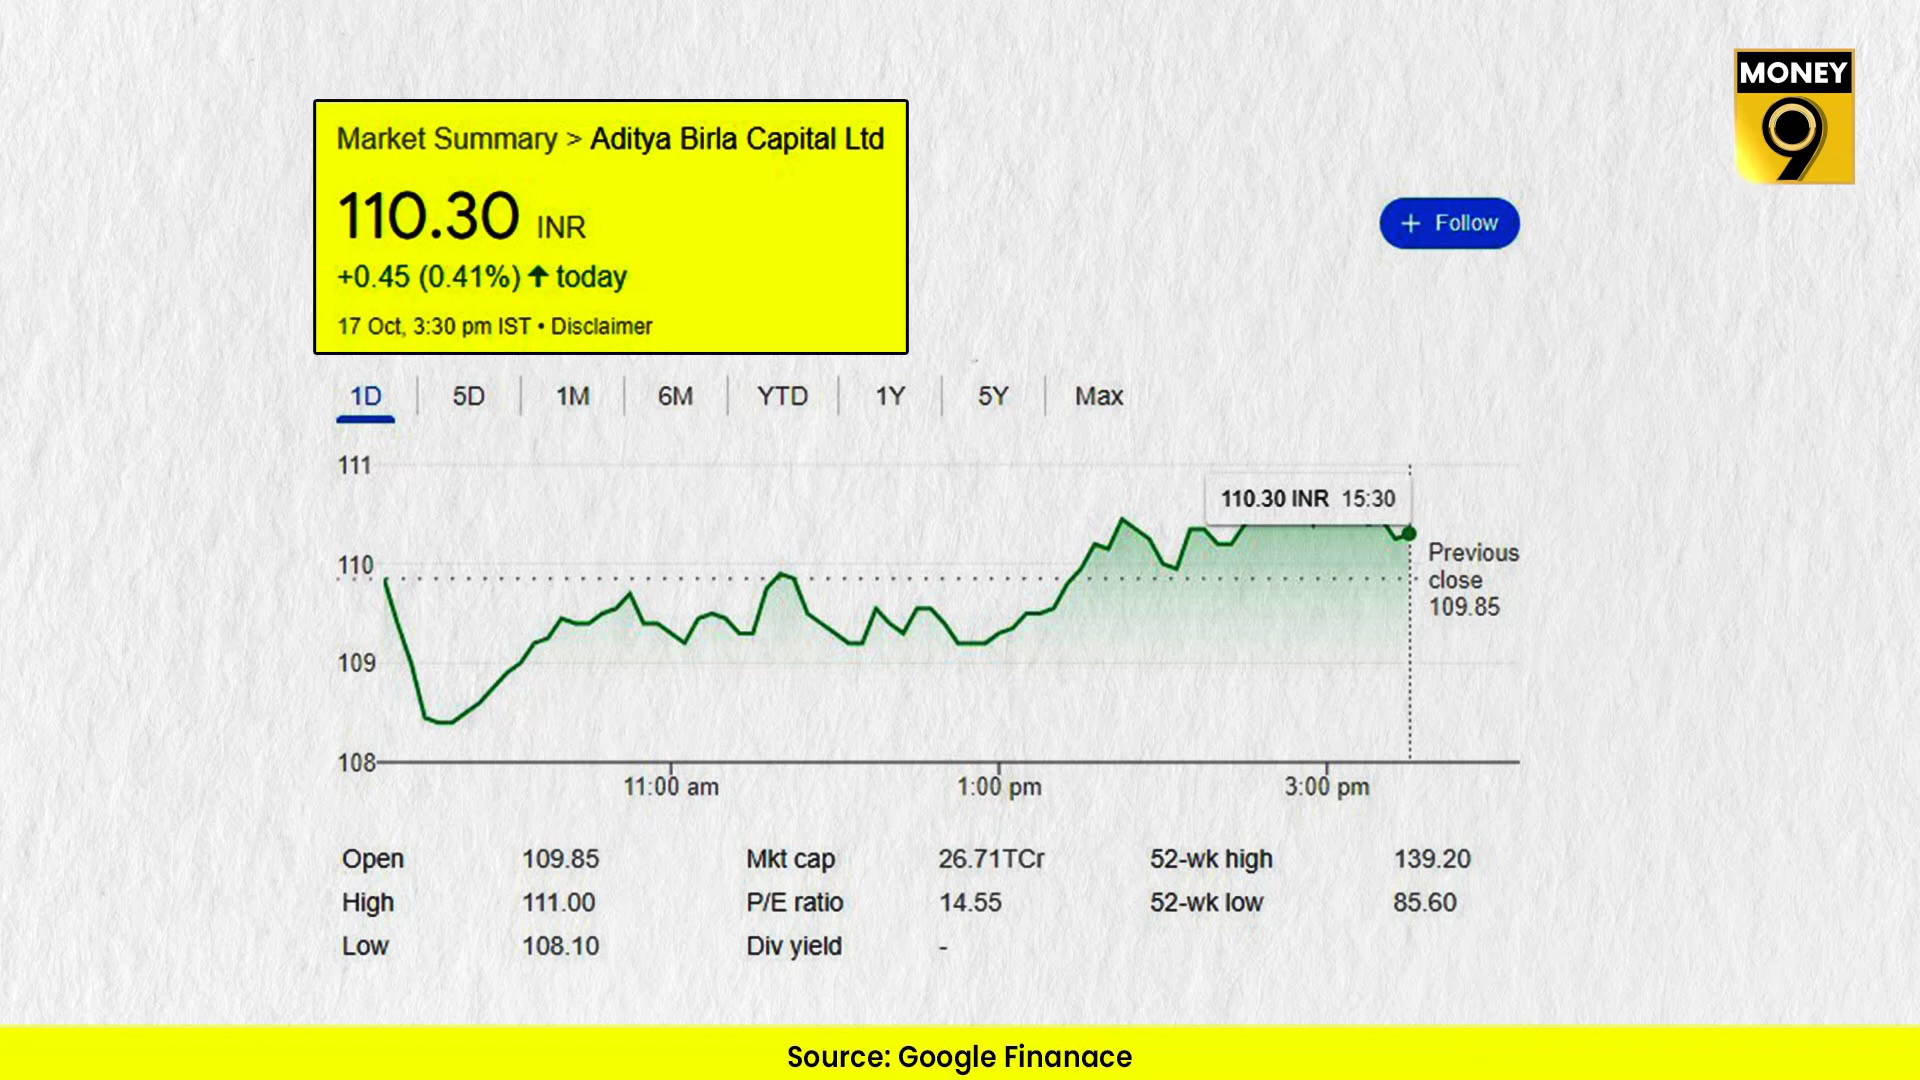 MONEY
9
Market Summary > Aditya Birla Capital Ltd
110.30 INR
+0.45 (0.41%) ↑ today
17 Oct, 3:30 pm IST • Disclaimer
+ Follow
1D 5D 1M 6M YTD 1Y 5Y Max
111
110.30 INR 15:30
110
Previous
close
109.85
109
108
11:00 am 1:00 pm 3:00 pm
Open 109.85 Mkt cap 26.71TCr 52-wk high 139.20
High 111.00 P/E ratio 14.55 52-wk low 85.60
Low 108.10 Div yield -
Source: Google Finanace